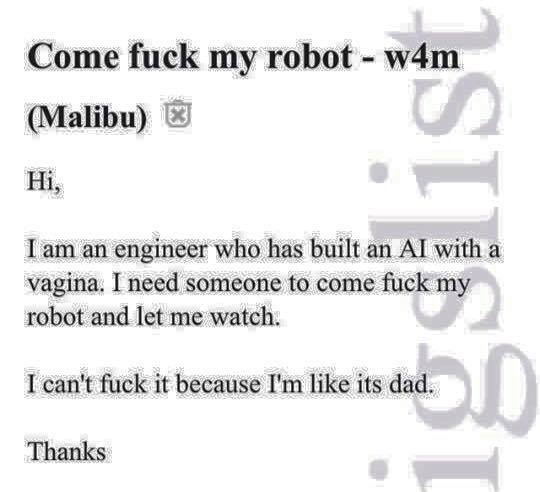 Come fuck my robot - w4m
(Malibu)
Hi,
I am an engineer who has built an AI with a
vagina. I need someone to come fuck my
robot and let me watch.
I can't fuck it because I'm like its dad.
Thanks
igslist